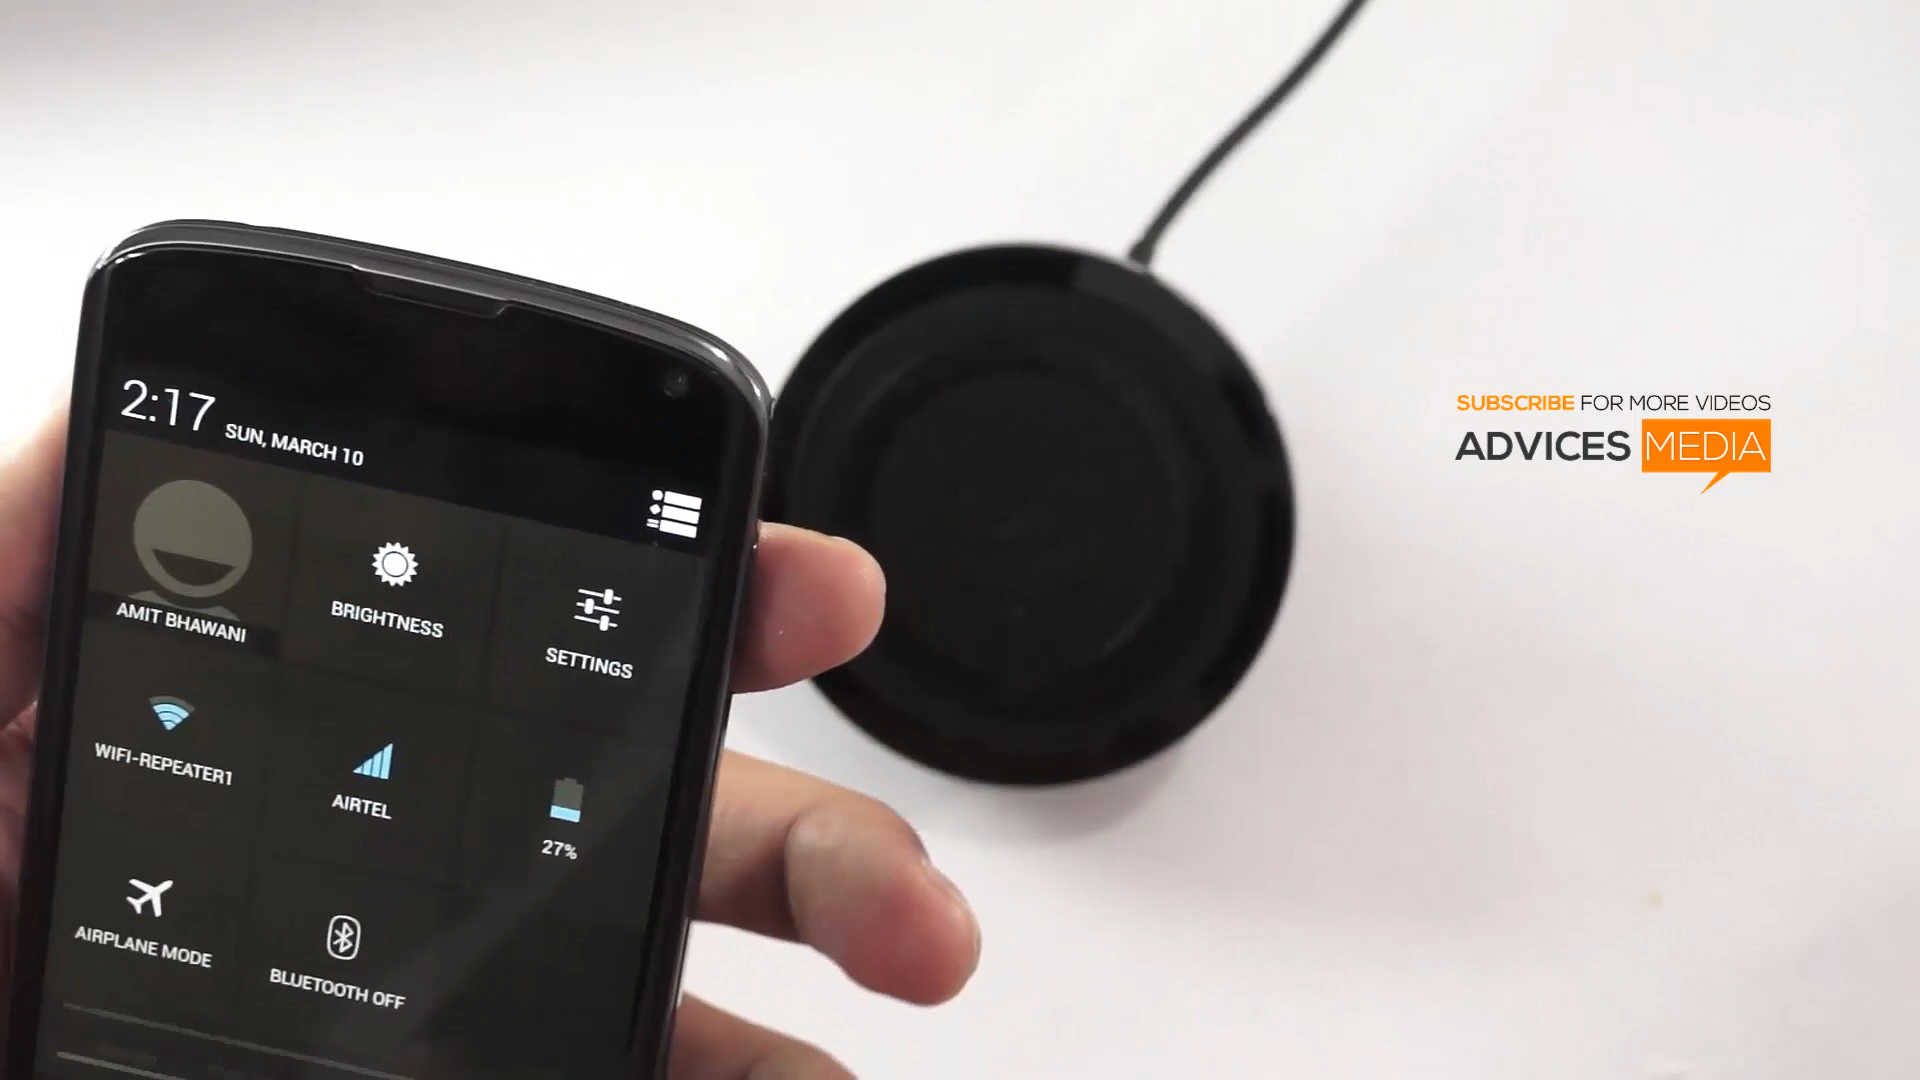 2:17 SUN, MARCH 10
AMIT BHAWANI
BRIGHTNESS
SETTINGS
WIFI-REPEATER1
AIRTEL
27%
AIRPLANE MODE
BLUETOOTH OFF
SUBSCRIBE FOR MORE VIDEOS
ADVICES MEDIA